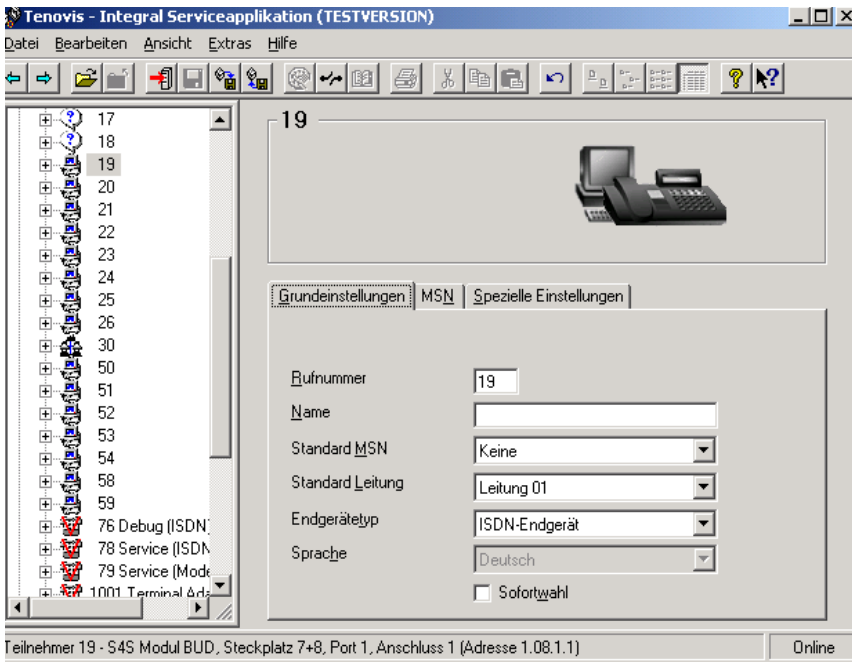 Tenovis - Integral Serviceapplikation (TESTVERSION)
Datei Bearbeiten Ansicht Extras Hilfe
17
18
19
20
21
22
23
24
25
26
30
50
51
52
53
54
58
59
76 Debug (ISDN)
78 Service (ISDN
79 Service (Mode
1001 Terminal Ada
19
Grundeinstellungen MSN Spezielle Einstellungen
Rufnummer 19
Name
Standard MSN Keine
Standard Leitung Leitung 01
Endgerätetyp ISDN-Endgerät
Sprache Deutsch
Sofortwahl
Teilnehmer 19 - S4S Modul BUD, Steckplatz 7+8, Port 1, Anschluss 1 (Adresse 1.08.1.1) Online